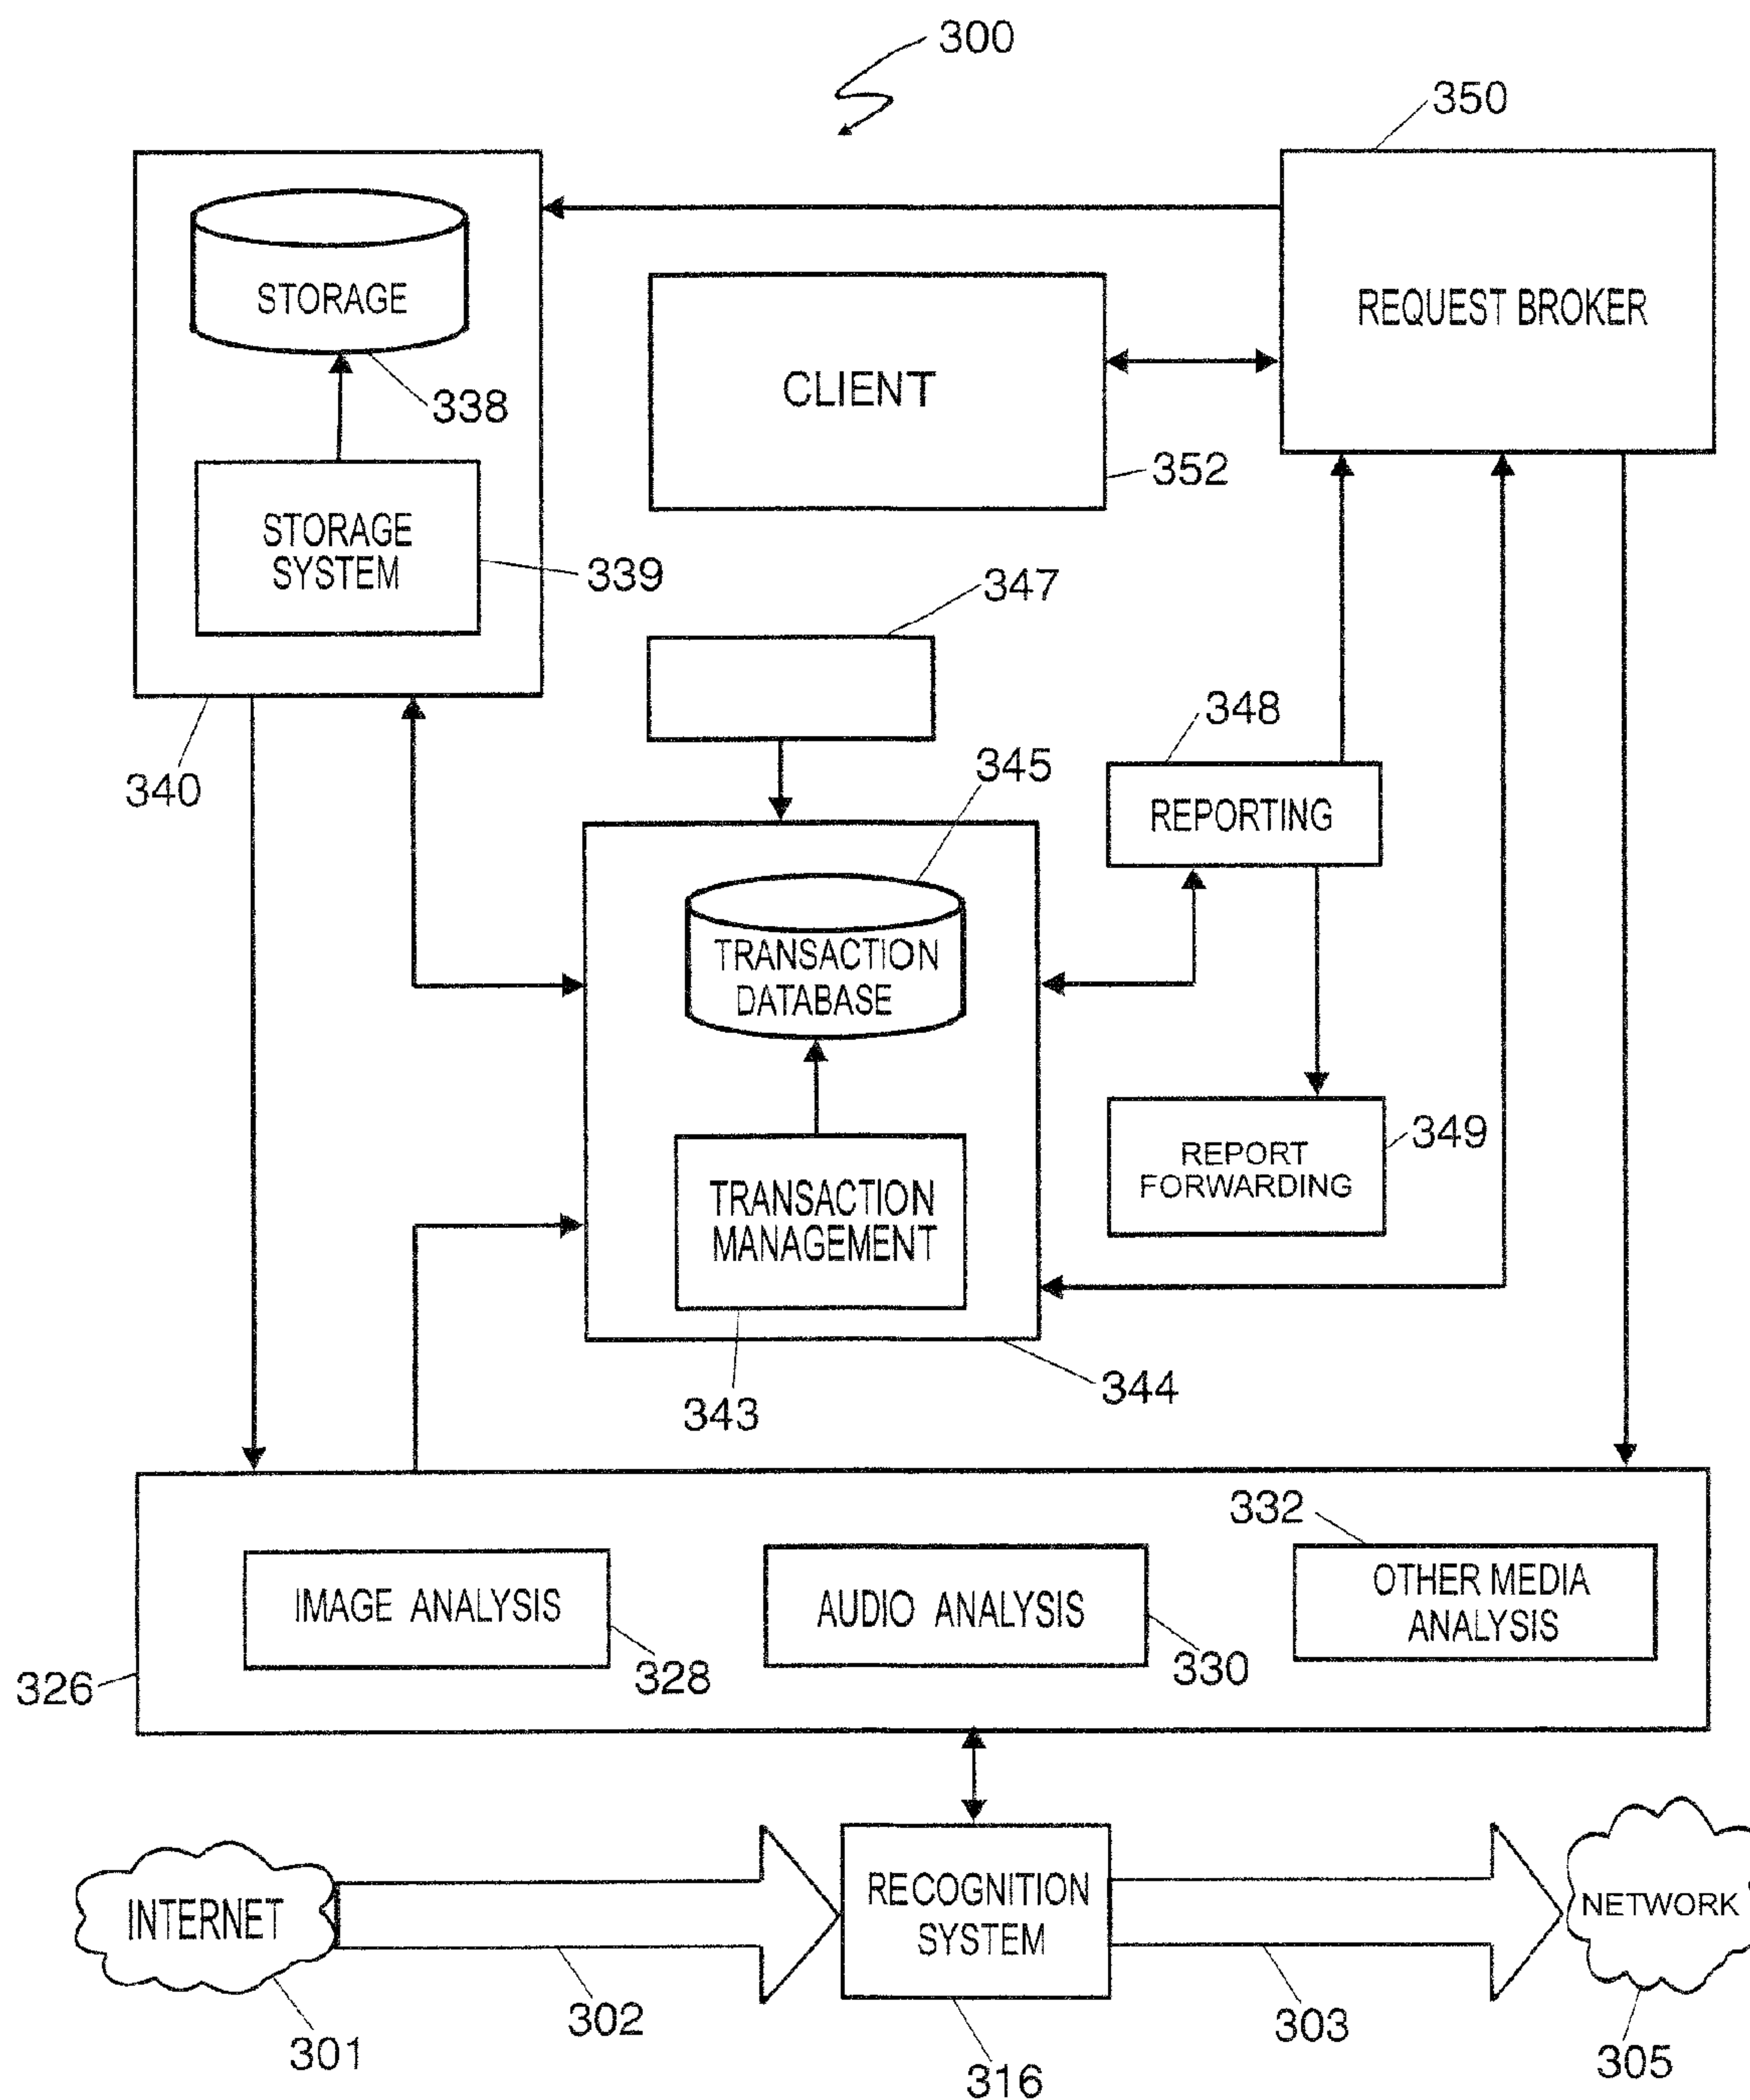 300
350
STORAGE
338
STORAGE
SYSTEM
339
340
CLIENT
352
REQUEST BROKER
347
348
REPORTING
345
TRANSACTION
DATABASE
TRANSACTION
MANAGEMENT
343
344
REPORT
FORWARDING
349
326
IMAGE ANALYSIS
328
AUDIO ANALYSIS
330
332
OTHER MEDIA
ANALYSIS
INTERNET
301
302
RECOGNITION
SYSTEM
316
303
NETWORK
305